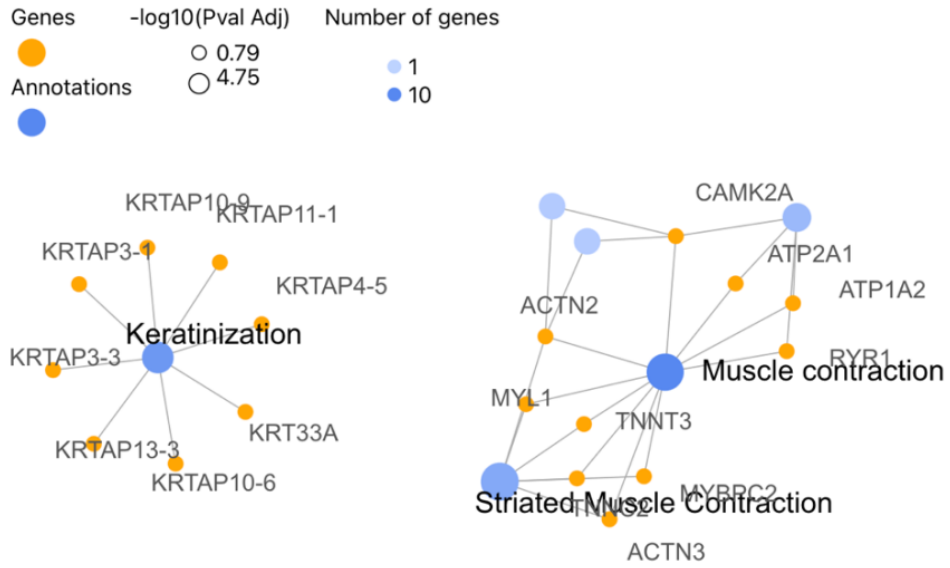 Genes
-log10(Pval Adj)
Number of genes
0.79
4.75
1
10
Annotations
KRTAP10-9
KRTAP11-1
KRTAP3-1
KRTAP4-5
Keratinization
KRTAP3-3
KRT33A
KRTAP13-3
KRTAP10-6
CAMK2A
ATP2A1
ATP1A2
ACTN2
RYR1
Muscle contraction
MYL1
TNNT3
MYBPC2
Striated Muscle Contraction
TNNC2
ACTN3